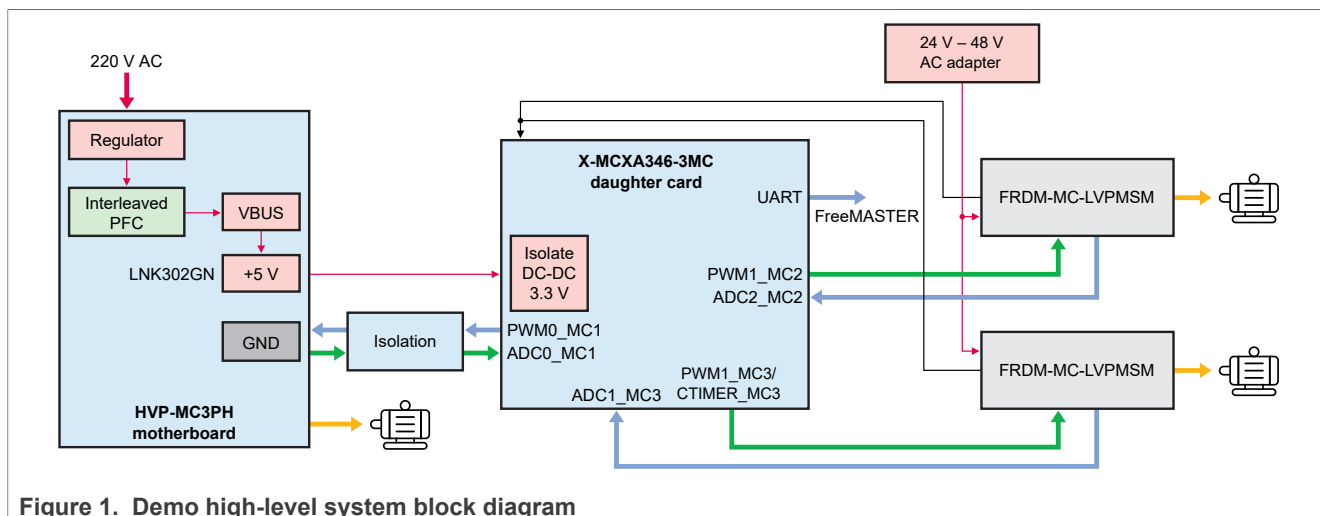 220 V AC
24 V – 48 V
AC adapter
Regulator
Interleaved
PFC
VBUS
LNK302GN
+5 V
GND
HVP-MC3PH
motherboard
Isolation
X-MCXA346-3MC
daughter card
UART
FreeMASTER
Isolate
DC-DC
3.3 V
PWM1_MC2
ADC2_MC2
PWM0_MC1
ADC0_MC1
PWM1_MC3/
CTIMER_MC3
ADC1_MC3
FRDM-MC-LVPMSM
FRDM-MC-LVPMSM
Figure 1. Demo high-level system block diagram